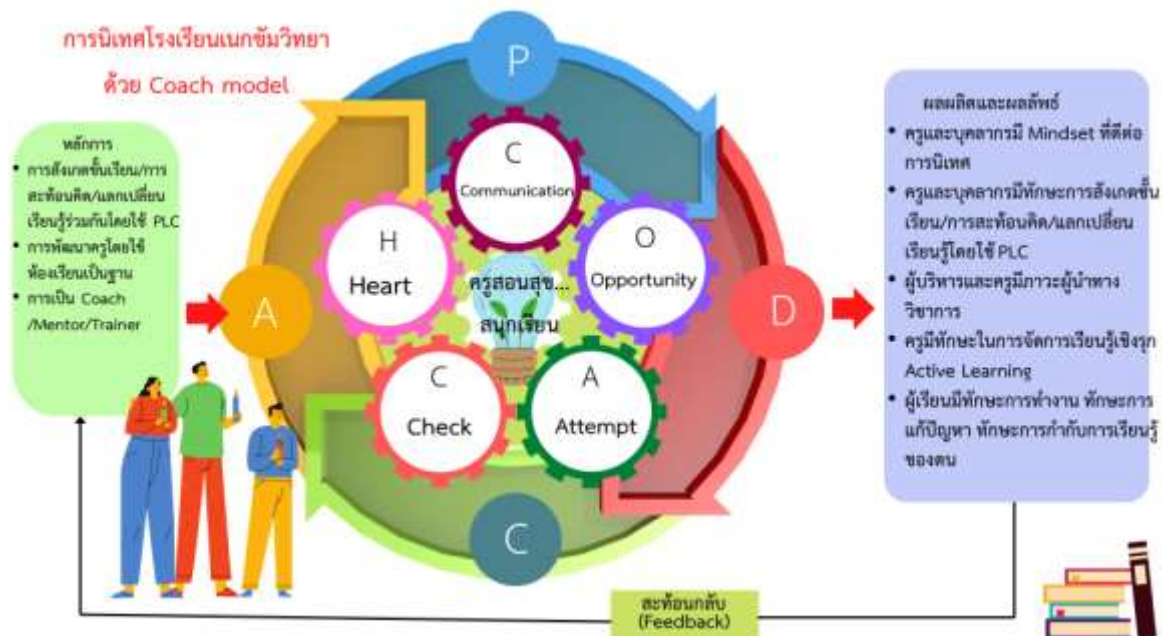 การนิเทศโรงเรียนเนกขัมวิทยา
ด้วย Coach model
หลักการ
• การสังเกตชั้นเรียน/การ
สะท้อนคิด/แลกเปลี่ยน
เรียนรู้ร่วมกันโดยใช้ PLC
• การพัฒนาครูโดยใช้
ห้องเรียนเป็นฐาน
• การเป็น Coach
/Mentor/Trainer
P
D
C
A
C
Communication
O
Opportunity
A
Attempt
C
Check
H
Heart
ครูสอนสุข...
สนุกเรียน
ผลผลิตและผลลัพธ์
• ครูและบุคลากรมี Mindset ที่ดีต่อ
การนิเทศ
• ครูและบุคลากรมีทักษะการสังเกตชั้น
เรียน/การสะท้อนคิด/แลกเปลี่ยน
เรียนรู้โดยใช้ PLC
• ผู้บริหารและครูมีภาวะผู้นำทาง
วิชาการ
• ครูมีทักษะในการจัดการเรียนรู้เชิงรุก
Active Learning
• ผู้เรียนมีทักษะการทำงาน ทักษะการ
แก้ปัญหา ทักษะการกำกับการเรียนรู้
ของตน
สะท้อนกลับ
(Feedback)